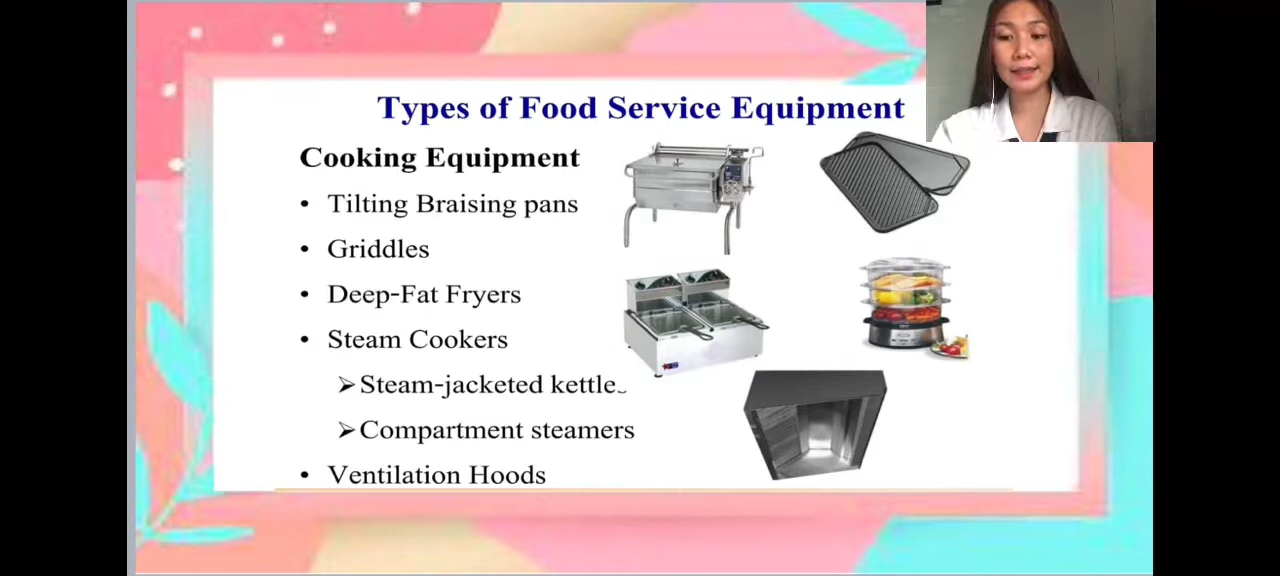 Types of Food Service Equipment
Cooking Equipment
• Tilting Braising pans
• Griddles
• Deep-Fat Fryers
• Steam Cookers
➢Steam-jacketed kettles
➢Compartment steamers
• Ventilation Hoods